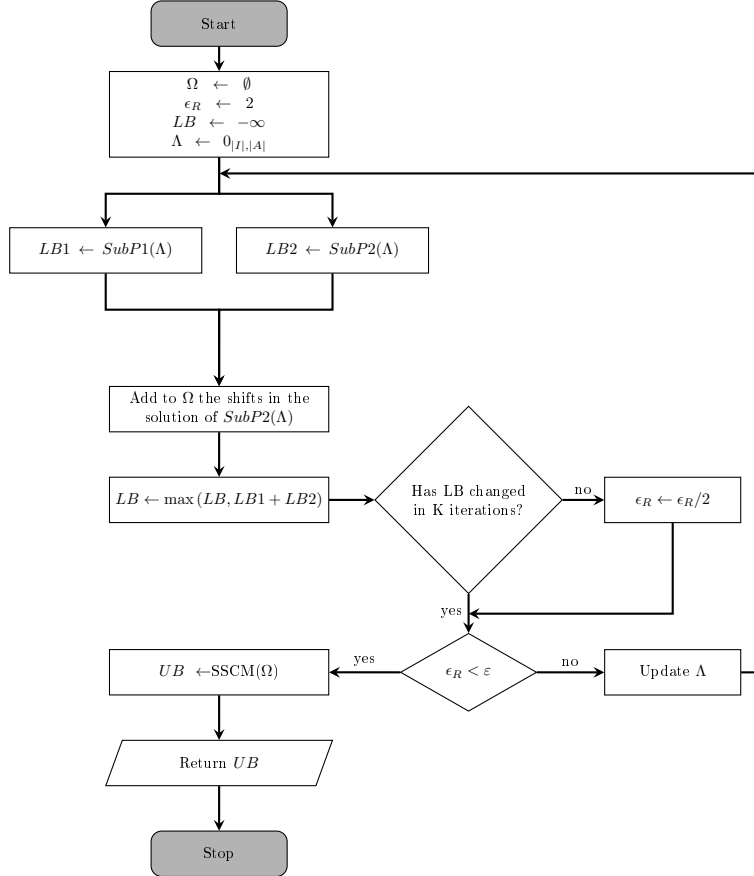 Start
Ω ← ∅
ϵ_R ← 2
LB ← −∞
Λ ← 0_{|I|,|A|}
LB1 ← SubP1(Λ)
LB2 ← SubP2(Λ)
Add to Ω the shifts in the
solution of SubP2(Λ)
LB ← max (LB, LB1 + LB2)
Has LB changed
in K iterations?
no
ϵ_R ← ϵ_R/2
yes
UB ←SSCM(Ω)
yes
ϵ_R < ε
no
Update Λ
Return UB
Stop